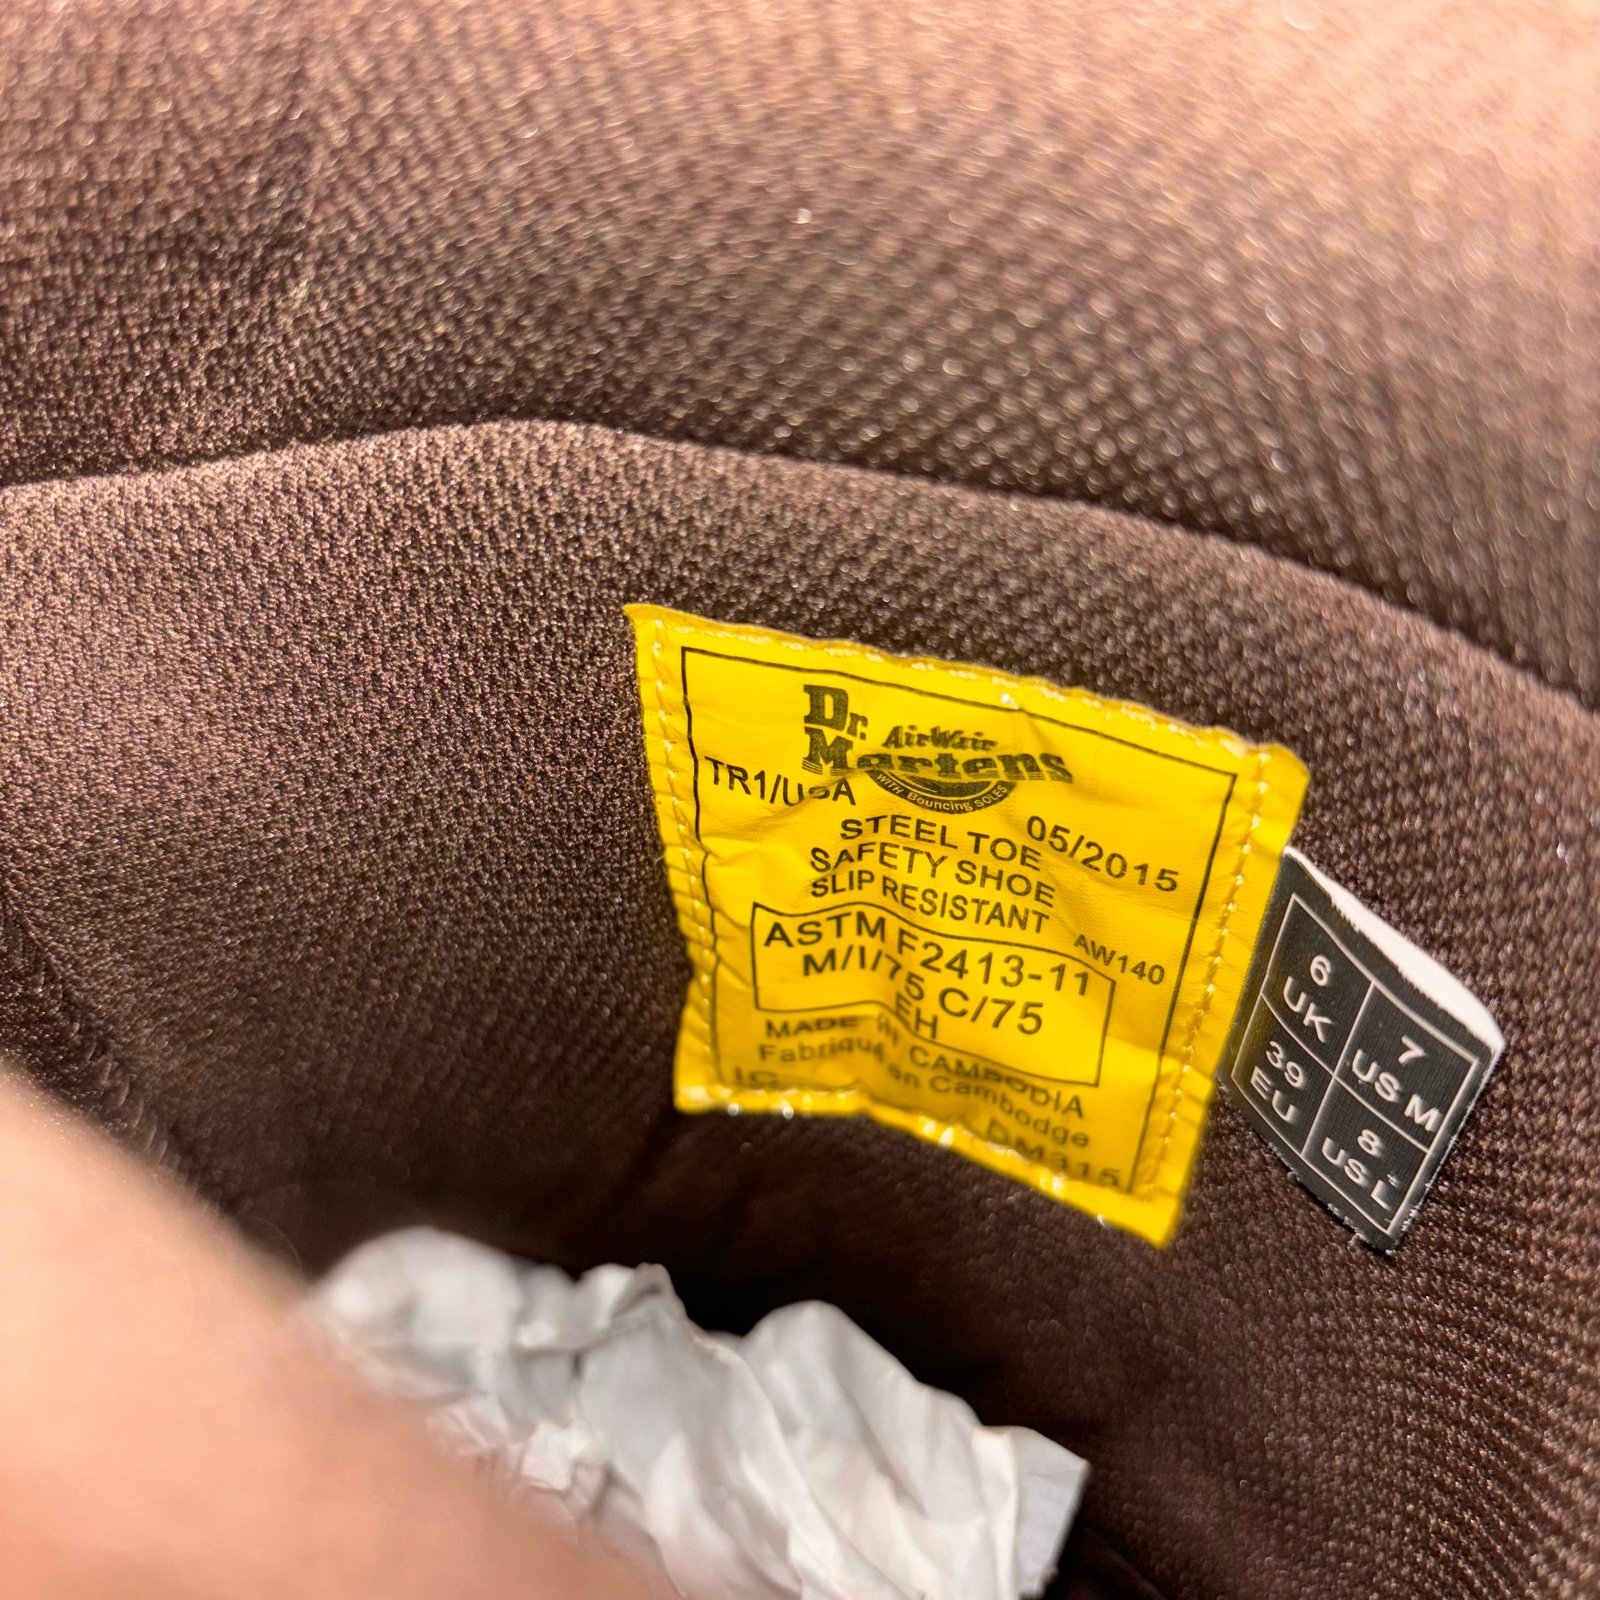 Dr. Martens
AirWair
WITH Bouncing SOLES
TR1/USA
05/2015
STEEL TOE
SAFETY SHOE
SLIP RESISTANT
AW140
ASTM F2413-11
M/I/75 C/75
EH
MADE IN CAMBODIA
Fabriqué en Cambodge
DM315
6 UK
7 US M
39 EU
8 US L